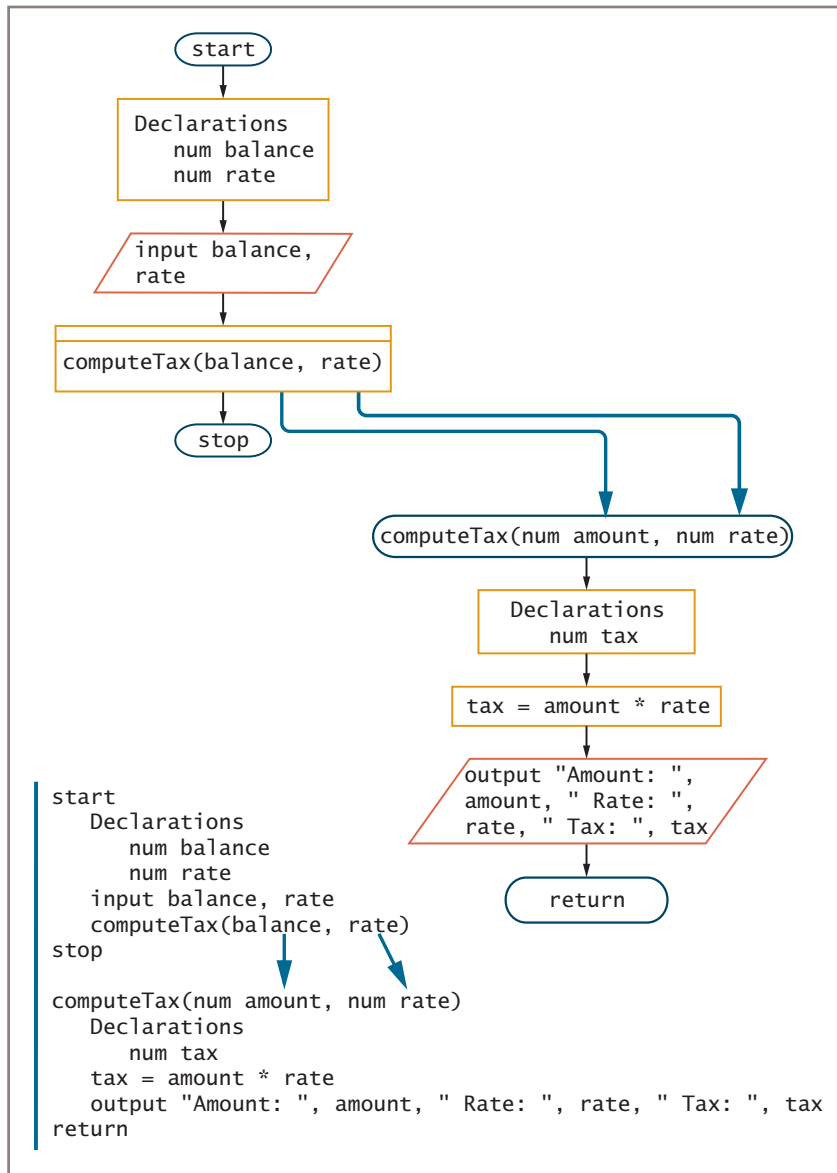 start
Declarations
num balance
num rate
input balance,
rate
computeTax(balance, rate)
stop
computeTax(num amount, num rate)
Declarations
num tax
tax = amount * rate
output "Amount: ",
amount, " Rate: ",
rate, " Tax: ", tax
return
start
Declarations
num balance
num rate
input balance, rate
computeTax(balance, rate)
stop
computeTax(num amount, num rate)
Declarations
num tax
tax = amount * rate
output "Amount: ", amount, " Rate: ", rate, " Tax: ", tax
return